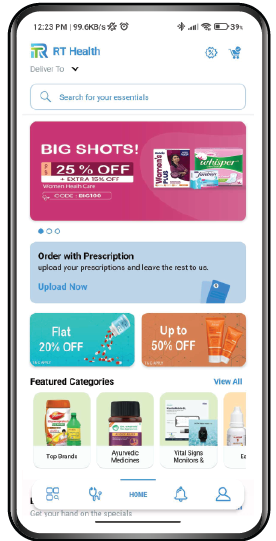 12:23 PM | 99.6KB/s
39
RT Health
Deliver To
Search for your essentials
BIG SHOTS!
25 % OFF
+ EXTRA 15% OFF
Women Health Care
CODE : BIG100
Women's PLUS
whisper
Order with Prescription
upload your prescriptions and leave the rest to us.
Upload Now
Flat
20% OFF
Up to
50% OFF
Featured Categories
View All
Top Brands
Ayurvedic
Medicines
Vital Signs
Monitors &
HOME
Get your hand on the specials